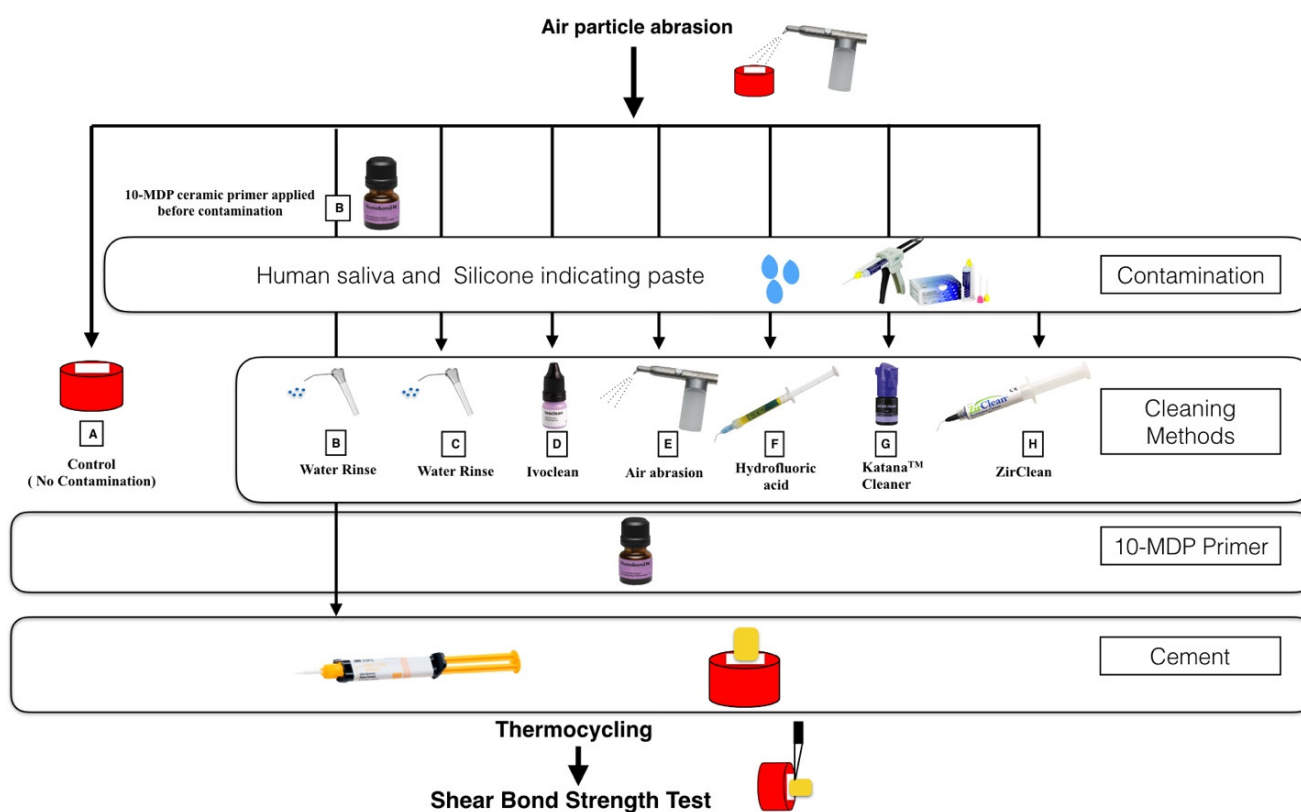 Air particle abrasion
10-MDP ceramic primer applied
before contamination
B
Human saliva and Silicone indicating paste
Contamination
A
Control
( No Contamination)
B
Water Rinse
C
Water Rinse
D
Ivoclean
E
Air abrasion
F
Hydrofluoric
acid
G
Katana™
Cleaner
ZirClean
H
ZirClean
Cleaning
Methods
10-MDP Primer
Cement
Thermocycling
Shear Bond Strength Test